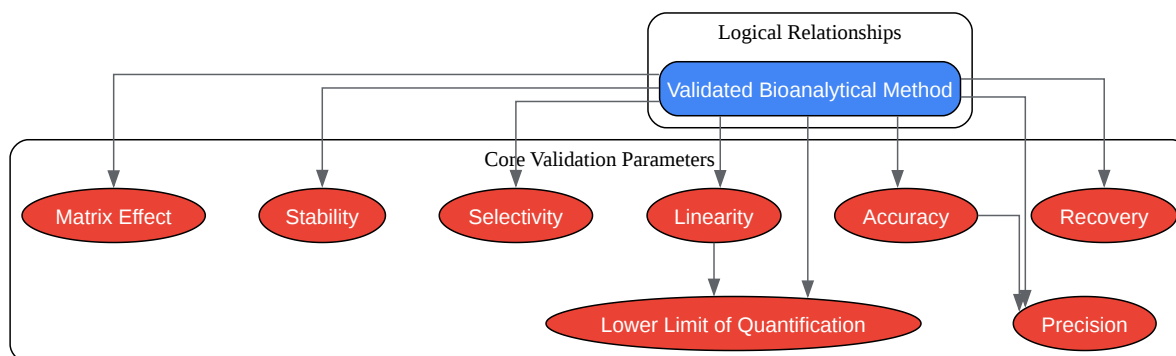 Logical Relationships
Validated Bioanalytical Method
Core Validation Parameters
Matrix Effect
Stability
Selectivity
Linearity
Accuracy
Recovery
Lower Limit of Quantification
Precision